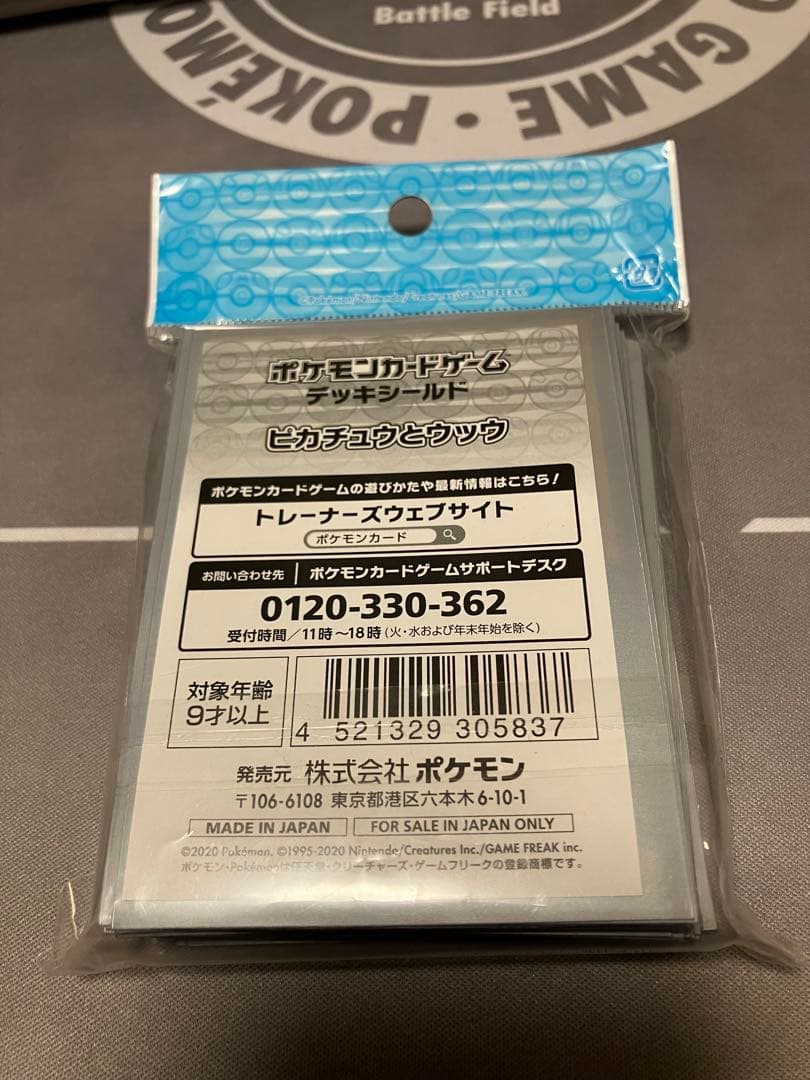 Battle Field
GAME • POKÉMO
©Pokémon/Nintendo/Creatures/GAME FREAK
プラ
ポケモンカードゲーム
デッキシールド
ピカチュウとウッウ
ポケモンカードゲームの遊びかたや最新情報はこちら!
トレーナーズウェブサイト
ポケモンカード
お問い合わせ先 ポケモンカードゲームサポートデスク
0120-330-362
受付時間/11時~18時(火・水および年末年始を除く)
対象年齢
9才以上
4 521329 305837
発売元 株式会社 ポケモン
〒106-6108 東京都港区六本木6-10-1
MADE IN JAPAN FOR SALE IN JAPAN ONLY
©2020 Pokémon. ©1995-2020 Nintendo/Creatures Inc./GAME FREAK inc.
ポケモン・Pokémonは任天堂・クリーチャーズ・ゲームフリークの登録商標です。